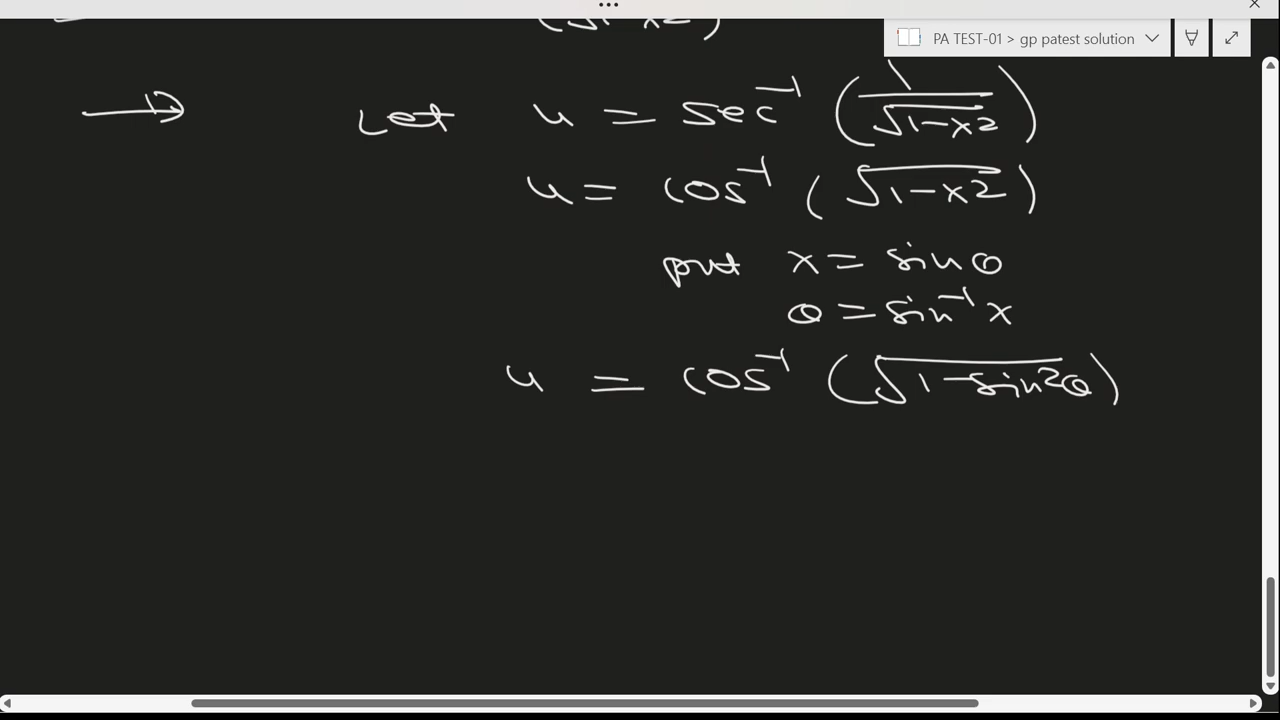 PA TEST-01 > gp patest solution
Let u = sec⁻¹ (1/√1-x2)
u = cos⁻¹ (√1-x2)
put x = sinθ
θ = sin⁻¹ x
u = cos⁻¹ (√1-sin²θ)